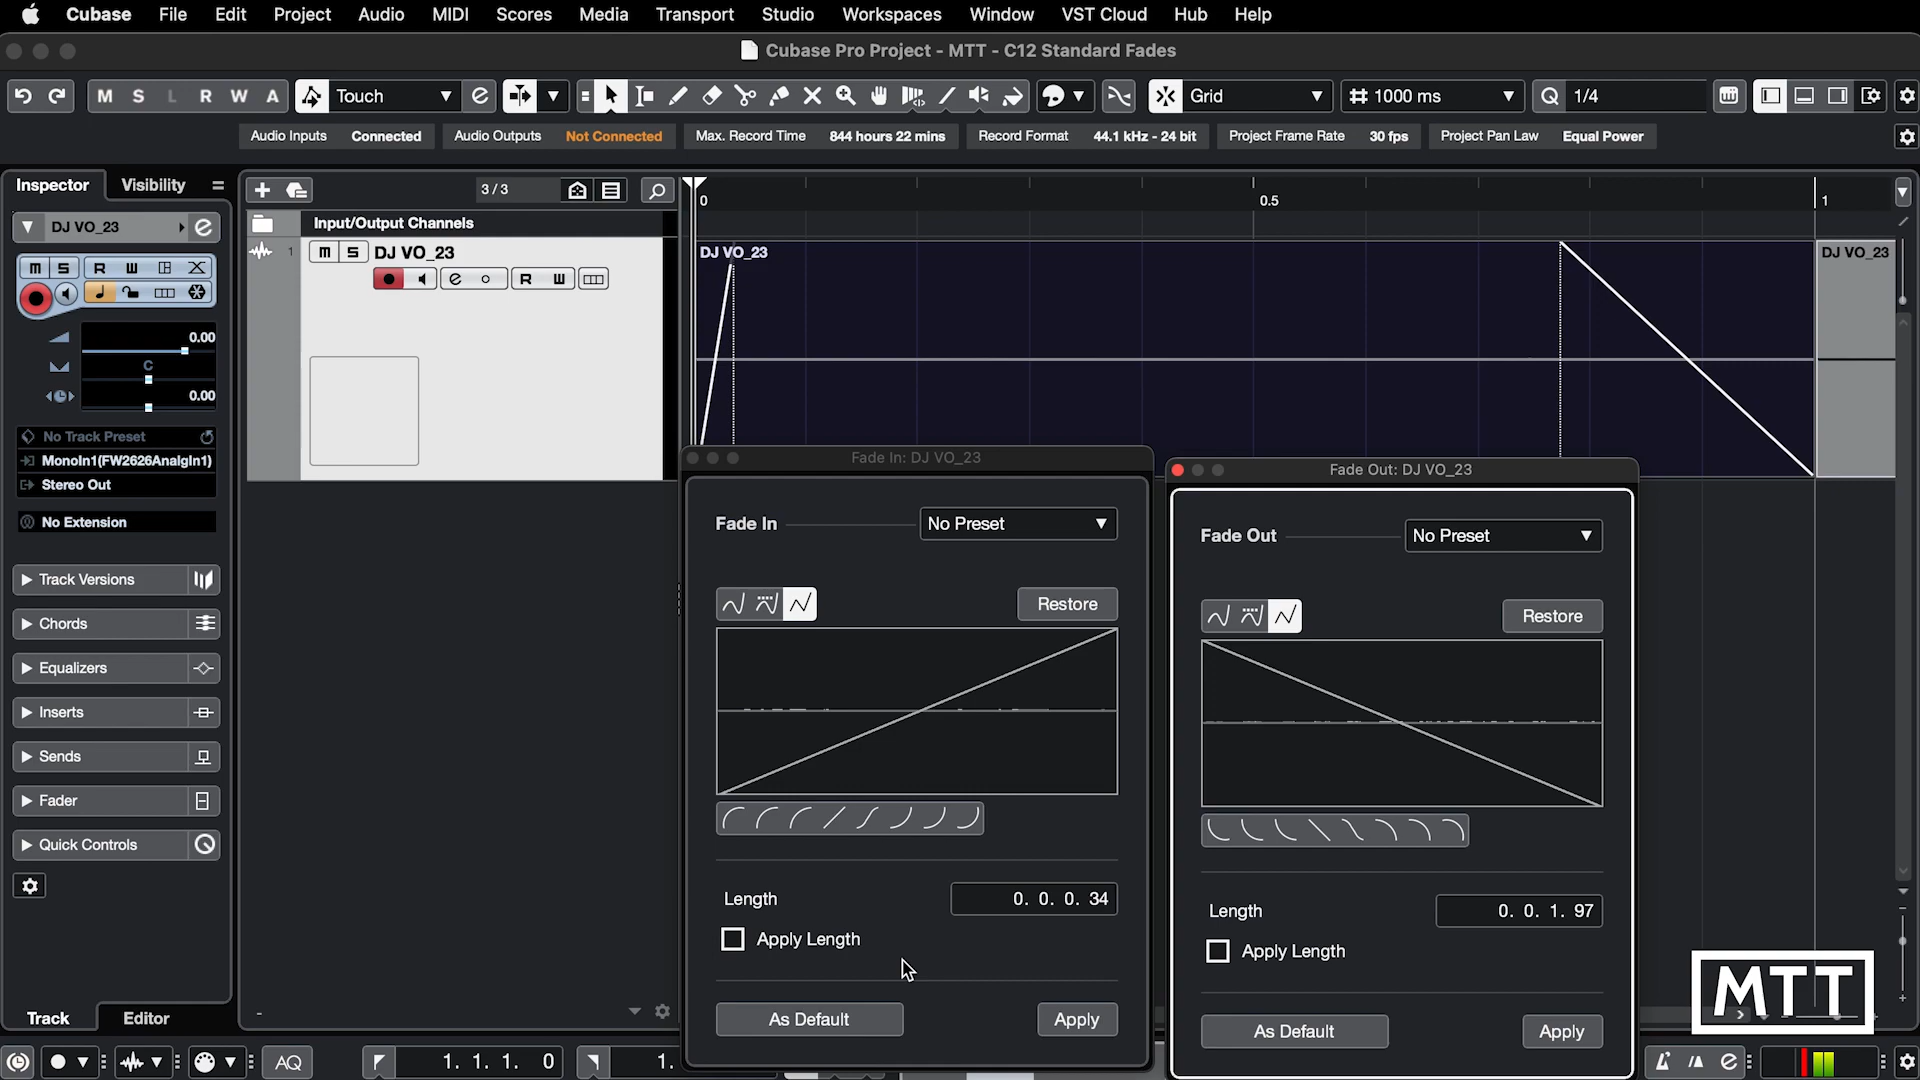 Cubase File Edit Project Audio MIDI Scores Media Transport Studio Workspaces Window VST Cloud Hub Help
Cubase Pro Project - MTT - C12 Standard Fades
M S L R W A Touch Grid 1000 ms 1/4
Audio Inputs Connected Audio Outputs Not Connected Max. Record Time 844 hours 22 mins Record Format 44.1 kHz - 24 bit Project Frame Rate 30 fps Project Pan Law Equal Power
Inspector Visibility
3 / 3
0 0.5 1
DJ VO_23
Input/Output Channels
1 m S DJ VO_23
DJ VO_23
DJ VO_23
m S R W
R W
0.00
C
0.00
No Track Preset
MonoIn1(FW2626AnalgIn1)
Stereo Out
No Extension
Track Versions
Chords
Equalizers
Inserts
Sends
Fader
Quick Controls
Track Editor
Fade In: DJ VO_23
Fade In No Preset
Restore
Length 0. 0. 0. 34
Apply Length
As Default Apply
Fade Out: DJ VO_23
Fade Out No Preset
Restore
Length 0. 0. 1. 97
Apply Length
As Default Apply
MTT
AQ 1. 1. 1. 0 1.